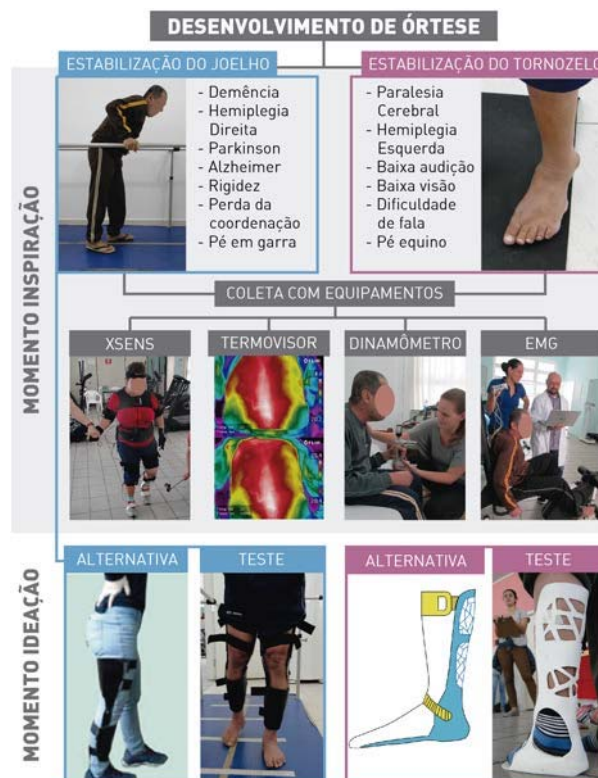 DESENVOLVIMENTO DE ÓRTESE
ESTABILIZAÇÃO DO JOELHO
- Demência
- Hemiplegia
Direita
- Parkinson
- Alzheimer
- Rigidez
- Perda da
coordenação
- Pé em garra
ESTABILIZAÇÃO DO TORNOZELO
- Paralesia
Cerebral
- Hemiplegia
Esquerda
- Baixa audição
- Baixa visão
- Dificuldade
de fala
- Pé equino
MOMENTO INSPIRAÇÃO
COLETA COM EQUIPAMENTOS
XSENS
TERMOVISOR
DINAMÔMETRO
EMG
MOMENTO IDEAÇÃO
ALTERNATIVA
TESTE
ALTERNATIVA
TESTE